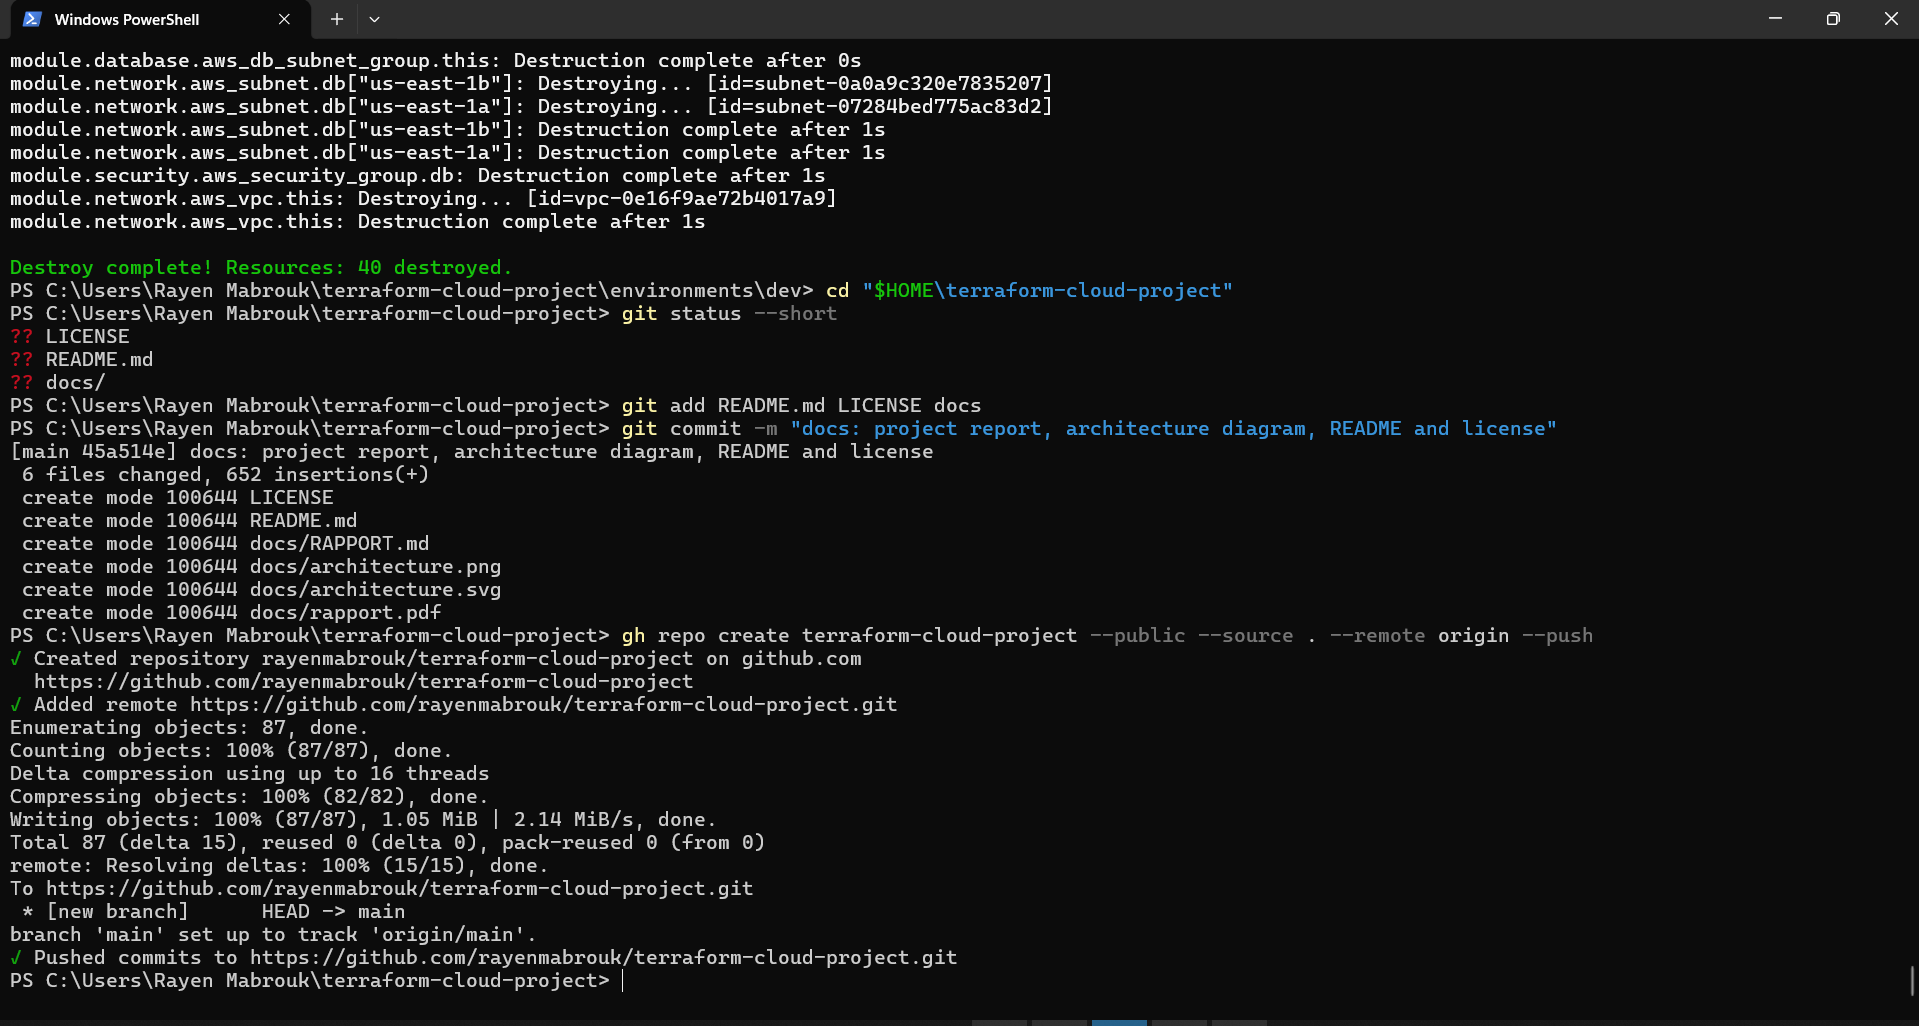 Windows PowerShell
module.database.aws_db_subnet_group.this: Destruction complete after 0s
module.network.aws_subnet.db["us-east-1b"]: Destroying... [id=subnet-0a0a9c320e7835207]
module.network.aws_subnet.db["us-east-1a"]: Destroying... [id=subnet-07284bed775ac83d2]
module.network.aws_subnet.db["us-east-1b"]: Destruction complete after 1s
module.network.aws_subnet.db["us-east-1a"]: Destruction complete after 1s
module.security.aws_security_group.db: Destruction complete after 1s
module.network.aws_vpc.this: Destroying... [id=vpc-0e16f9ae72b4017a9]
module.network.aws_vpc.this: Destruction complete after 1s
Destroy complete! Resources: 40 destroyed.
PS C:\Users\Rayen Mabrouk\terraform-cloud-project\environments\dev> cd "$HOME\terraform-cloud-project"
PS C:\Users\Rayen Mabrouk\terraform-cloud-project> git status --short
?? LICENSE
?? README.md
?? docs/
PS C:\Users\Rayen Mabrouk\terraform-cloud-project> git add README.md LICENSE docs
PS C:\Users\Rayen Mabrouk\terraform-cloud-project> git commit -m "docs: project report, architecture diagram, README and license"
[main 45a514e] docs: project report, architecture diagram, README and license
 6 files changed, 652 insertions(+)
 create mode 100644 LICENSE
 create mode 100644 README.md
 create mode 100644 docs/RAPPORT.md
 create mode 100644 docs/architecture.png
 create mode 100644 docs/architecture.svg
 create mode 100644 docs/rapport.pdf
PS C:\Users\Rayen Mabrouk\terraform-cloud-project> gh repo create terraform-cloud-project --public --source . --remote origin --push
✓ Created repository rayenmabrouk/terraform-cloud-project on github.com
  https://github.com/rayenmabrouk/terraform-cloud-project
✓ Added remote https://github.com/rayenmabrouk/terraform-cloud-project.git
Enumerating objects: 87, done.
Counting objects: 100% (87/87), done.
Delta compression using up to 16 threads
Compressing objects: 100% (82/82), done.
Writing objects: 100% (87/87), 1.05 MiB | 2.14 MiB/s, done.
Total 87 (delta 15), reused 0 (delta 0), pack-reused 0 (from 0)
remote: Resolving deltas: 100% (15/15), done.
To https://github.com/rayenmabrouk/terraform-cloud-project.git
 * [new branch]      HEAD -> main
branch 'main' set up to track 'origin/main'.
✓ Pushed commits to https://github.com/rayenmabrouk/terraform-cloud-project.git
PS C:\Users\Rayen Mabrouk\terraform-cloud-project>